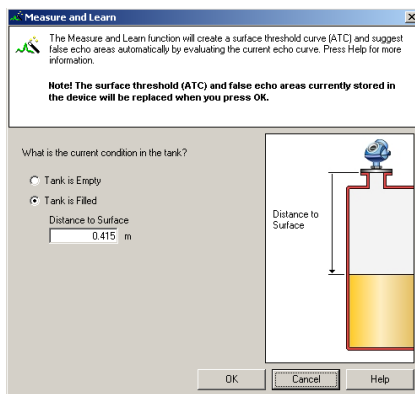 Measure and Learn
The Measure and Learn function will create a surface threshold curve (ATC) and suggest
false echo areas automatically by evaluating the current echo curve. Press Help for more
information.
Note! The surface threshold (ATC) and false echo areas currently stored in
the device will be replaced when you press OK.
What is the current condition in the tank?
Tank is Empty
Tank is Filled
Distance to Surface
0.415 m
Distance to
Surface
OK Cancel Help